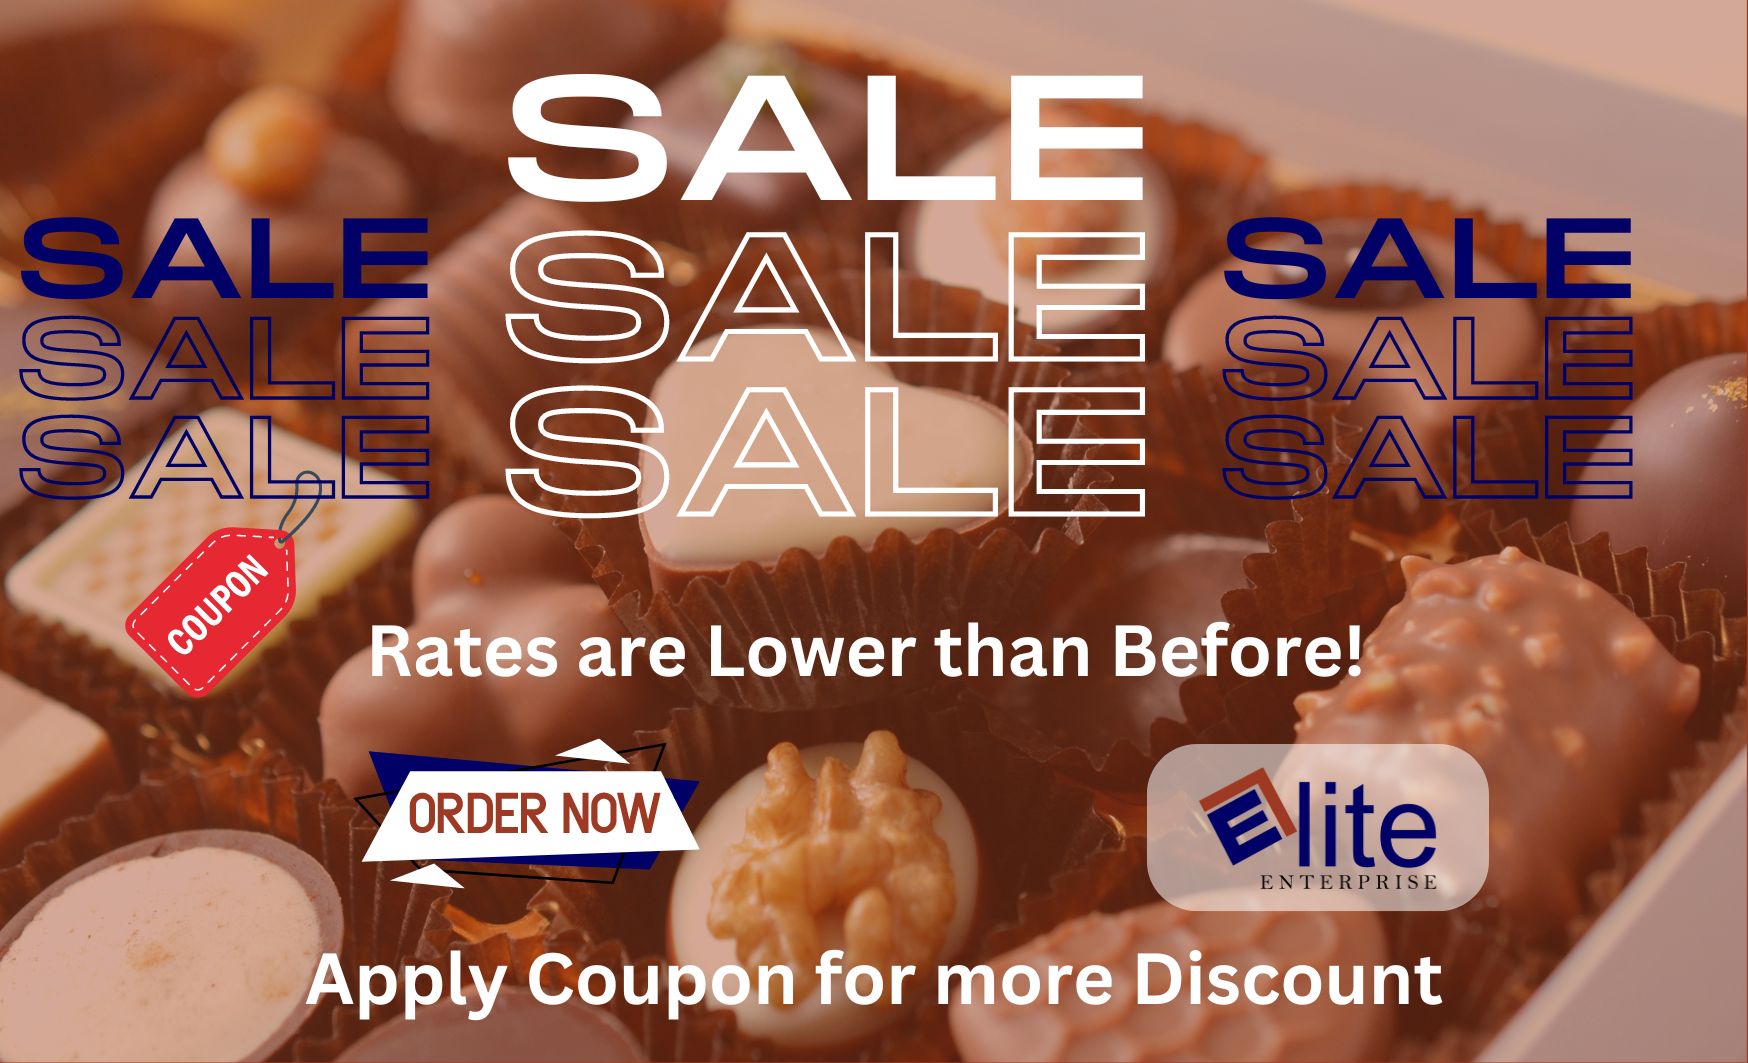 SALE
SALE
SALE
SALE
SALE
SALE
SALE
SALE
SALE
COUPON
Rates are Lower than Before!
ORDER NOW
Elite
ENTERPRISE
Apply Coupon for more Discount